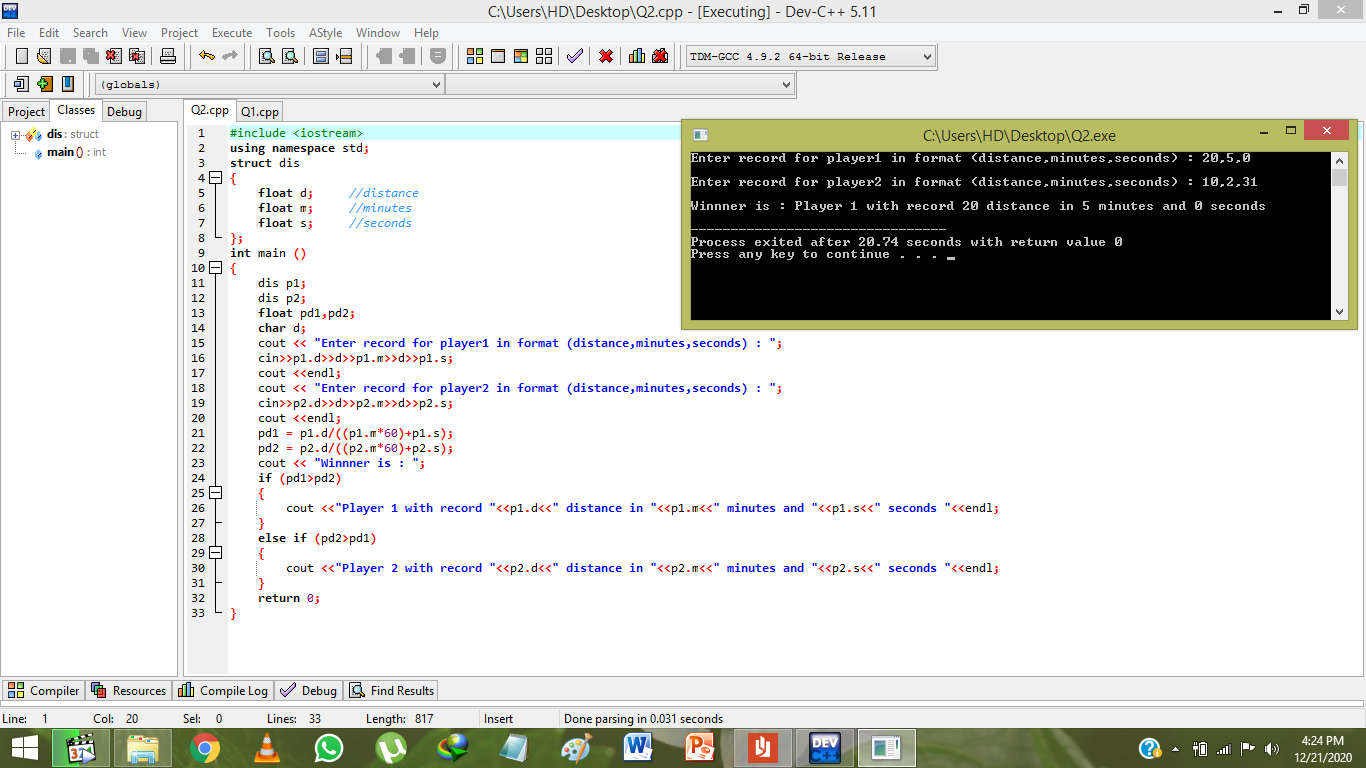 C:\Users\HD\Desktop\Q2.cpp - [Executing] - Dev-C++ 5.11
File Edit Search View Project Execute Tools AStyle Window Help
TDM-GCC 4.9.2 64-bit Release
(globals)
Project Classes Debug
Q2.cpp Q1.cpp
dis : struct
main () : int
1 #include <iostream>
2 using namespace std;
3 struct dis
4 {
5 float d; //distance
6 float m; //minutes
7 float s; //seconds
8 };
9 int main ()
10 {
11 dis p1;
12 dis p2;
13 float pd1,pd2;
14 char d;
15 cout << "Enter record for player1 in format (distance,minutes,seconds) : ";
16 cin>>p1.d>>d>>p1.m>>d>>p1.s;
17 cout <<endl;
18 cout << "Enter record for player2 in format (distance,minutes,seconds) : ";
19 cin>>p2.d>>d>>p2.m>>d>>p2.s;
20 cout <<endl;
21 pd1 = p1.d/((p1.m*60)+p1.s);
22 pd2 = p2.d/((p2.m*60)+p2.s);
23 cout << "Winnner is : ";
24 if (pd1>pd2)
25 {
26 cout <<"Player 1 with record "<<p1.d<<" distance in "<<p1.m<<" minutes and "<<p1.s<<" seconds "<<endl;
27 }
28 else if (pd2>pd1)
29 {
30 cout <<"Player 2 with record "<<p2.d<<" distance in "<<p2.m<<" minutes and "<<p2.s<<" seconds "<<endl;
31 }
32 return 0;
33 }
C:\Users\HD\Desktop\Q2.exe
Enter record for player1 in format (distance,minutes,seconds) : 20,5,0
Enter record for player2 in format (distance,minutes,seconds) : 10,2,31
Winnner is : Player 1 with record 20 distance in 5 minutes and 0 seconds
--------------------------------
Process exited after 20.74 seconds with return value 0
Press any key to continue . . .
Compiler Resources Compile Log Debug Find Results
Line: 1 Col: 20 Sel: 0 Lines: 33 Length: 817 Insert Done parsing in 0.031 seconds
4:24 PM
12/21/2020